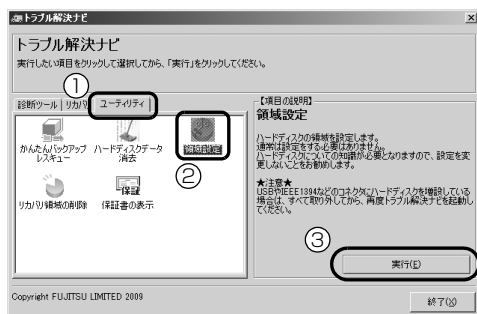 トラブル解決ナビ
トラブル解決ナビ
実行したい項目をクリックして選択してから、「実行」をクリックしてください。
①
診断ツール リカバリ ユーティリティ
かんたんバックアップ
レスキュー
ハードディスクデータ
消去
領域設定
②
リカバリ領域の削除
保証
保証書の表示
【項目の説明】
領域設定
ハードディスクの領域を設定します。
通常は設定をする必要はありません。
ハードディスクについての知識が必要となりますので、設定を変
更しないことをお勧めします。
★注意★
USBやIEEE1394などのコネクタにハードディスクを増設している
場合は、すべて取り外してから、再度トラブル解決ナビを起動し
てください。
③
実行(E)
Copyright FUJITSU LIMITED 2009
終了(X)